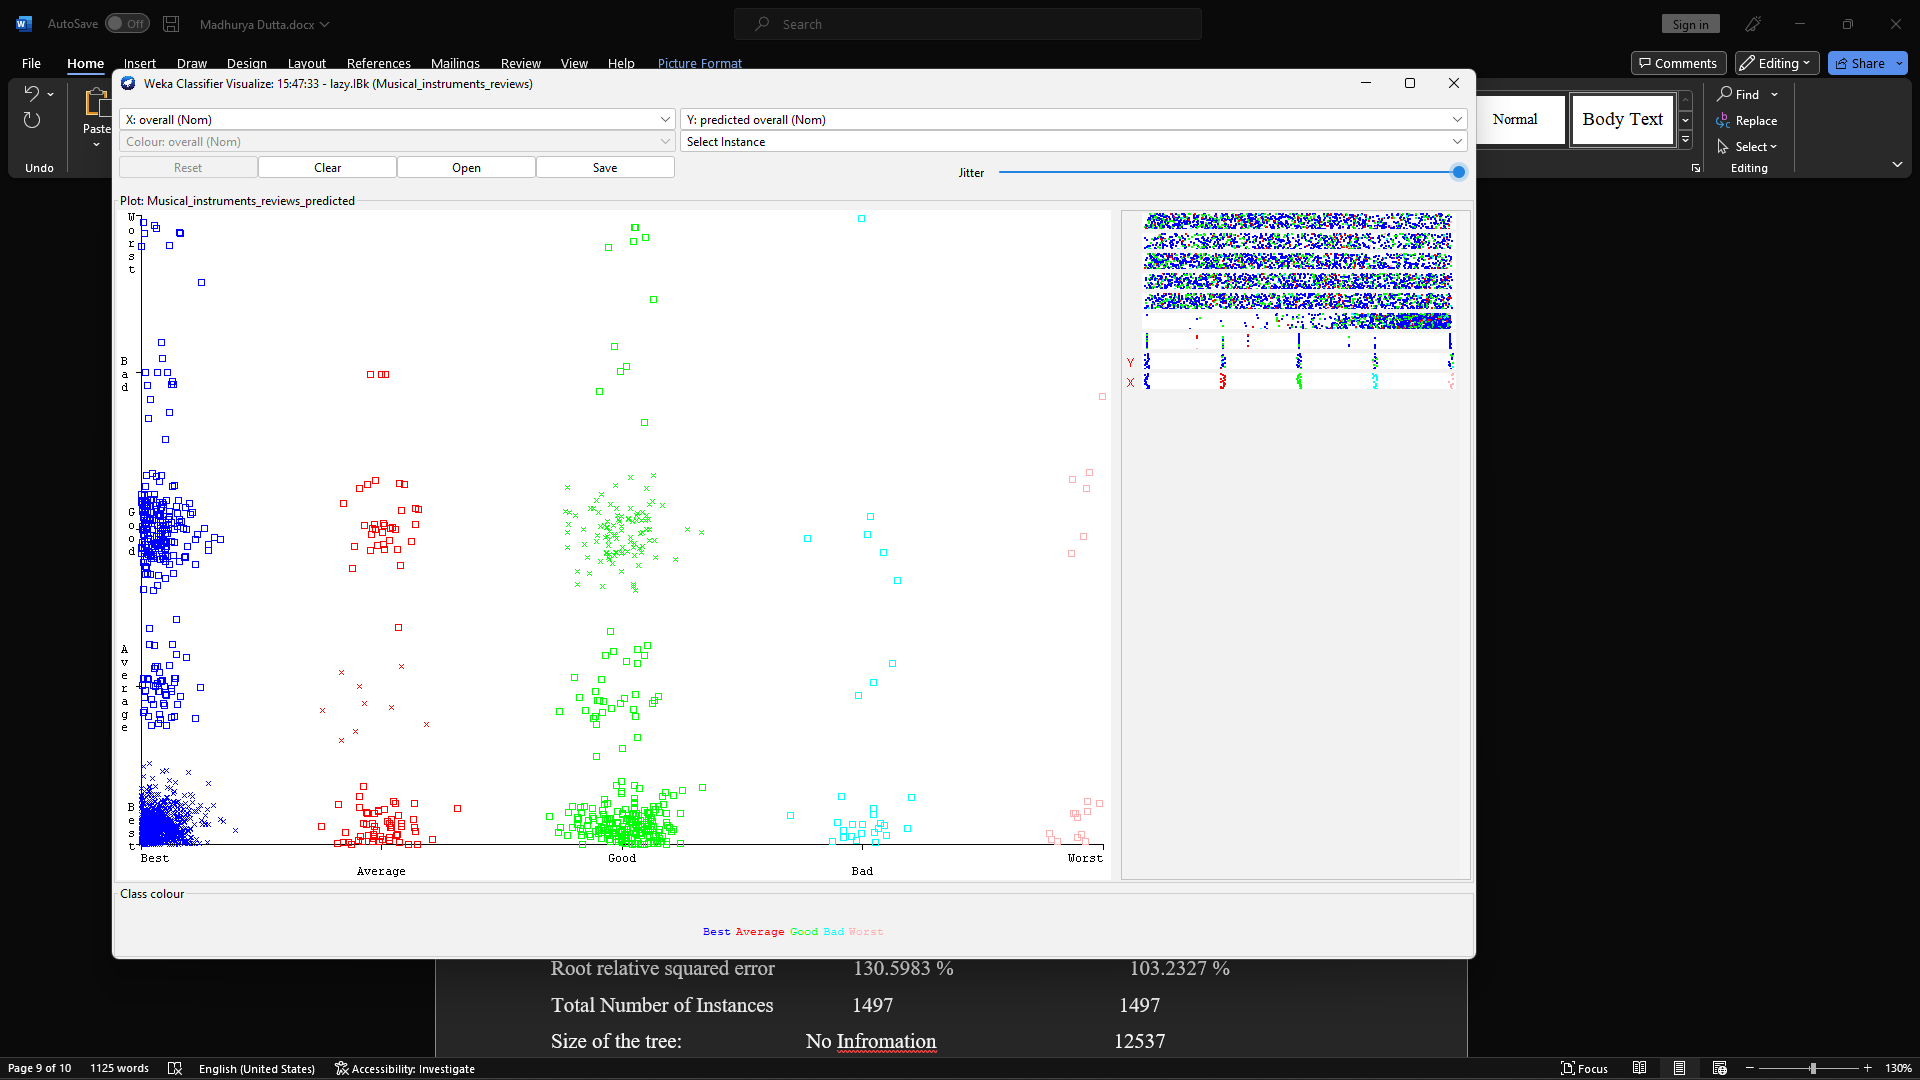 AutoSave Off Madhurya Dutta.docx Search Sign in
File Home Insert Draw Design Layout References Mailings Review View Help Picture Format Comments Editing Share
Weka Classifier Visualize: 15:47:33 - lazy.IBk (Musical_instruments_reviews)
X: overall (Nom) Y: predicted overall (Nom)
Colour: overall (Nom) Select Instance
Reset Clear Open Save Jitter
Paste
Undo
Normal Body Text
Find
Replace
Select
Editing
Plot: Musical_instruments_reviews_predicted
Worst
Bad
Good
Average
Best
Y
X
Best Good Worst
Average Bad
Class colour
Best Average Good Bad Worst
Root relative squared error 130.5983 % 103.2327 %
Total Number of Instances 1497 1497
Size of the tree: No Infromation 12537
Page 9 of 10 1125 words English (United States) Accessibility: Investigate Focus 130%